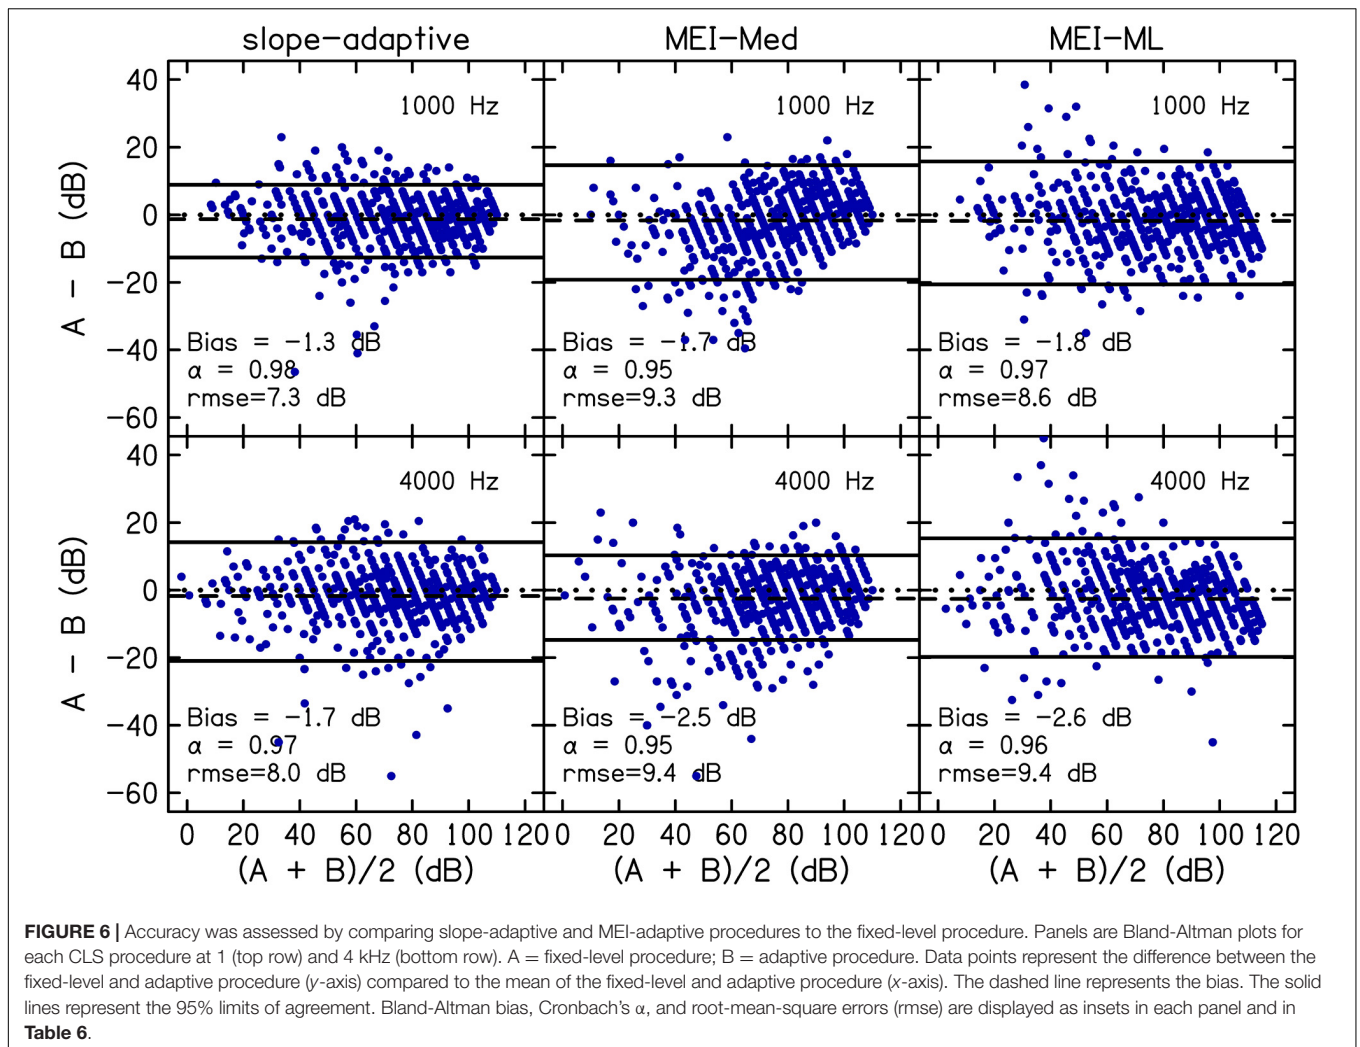 slope-adaptive MEI-Med MEI-ML
1000 Hz 1000 Hz 1000 Hz
40
20
0
-20
-40
-60
A - B (dB)
Bias = -1.3 dB
α = 0.98
rmse=7.3 dB
Bias = -1.7 dB
α = 0.95
rmse=9.3 dB
Bias = -1.8 dB
α = 0.97
rmse=8.6 dB
4000 Hz 4000 Hz 4000 Hz
40
20
0
-20
-40
-60
A - B (dB)
Bias = -1.7 dB
α = 0.97
rmse=8.0 dB
Bias = -2.5 dB
α = 0.95
rmse=9.4 dB
Bias = -2.6 dB
α = 0.96
rmse=9.4 dB
0 20 40 60 80 100 120 0 20 40 60 80 100 120 0 20 40 60 80 100 120
(A + B)/2 (dB) (A + B)/2 (dB) (A + B)/2 (dB)
FIGURE 6 | Accuracy was assessed by comparing slope-adaptive and MEI-adaptive procedures to the fixed-level procedure. Panels are Bland-Altman plots for
each CLS procedure at 1 (top row) and 4 kHz (bottom row). A = fixed-level procedure; B = adaptive procedure. Data points represent the difference between the
fixed-level and adaptive procedure (y-axis) compared to the mean of the fixed-level and adaptive procedure (x-axis). The dashed line represents the bias. The solid
lines represent the 95% limits of agreement. Bland-Altman bias, Cronbach's α, and root-mean-square errors (rmse) are displayed as insets in each panel and in
Table 6.